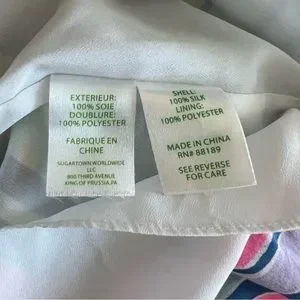 EXTERIEUR:
100% SOIE
DOUBLURE:
100% POLYESTER
FABRIQUE EN
CHINE
SUGARTOWN WORLDWIDE
LLC
800 THIRD AVENUE
KING OF PRUSSIA, PA
SHELL:
100% SILK
LINING:
100% POLYESTER
MADE IN CHINA
RN# 88189
SEE REVERSE
FOR CARE